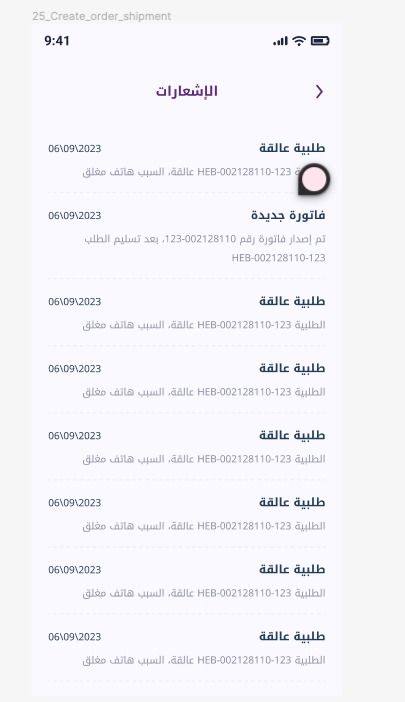 25_Create_order_shipment
9:41
الإشعارات
طلبية عالقة
06\09\2023
HEB-002128110-123 عالقة، السبب هاتف مغلق
فاتورة جديدة
06\09\2023
تم إصدار فاتورة رقم 002128110-123، بعد تسليم الطلب
HEB-002128110-123
طلبية عالقة
06\09\2023
الطلبية HEB-002128110-123 عالقة، السبب هاتف مغلق
طلبية عالقة
06\09\2023
الطلبية HEB-002128110-123 عالقة، السبب هاتف مغلق
طلبية عالقة
06\09\2023
الطلبية HEB-002128110-123 عالقة، السبب هاتف مغلق
طلبية عالقة
06\09\2023
الطلبية HEB-002128110-123 عالقة، السبب هاتف مغلق
طلبية عالقة
06\09\2023
الطلبية HEB-002128110-123 عالقة، السبب هاتف مغلق
طلبية عالقة
06\09\2023
الطلبية HEB-002128110-123 عالقة، السبب هاتف مغلق